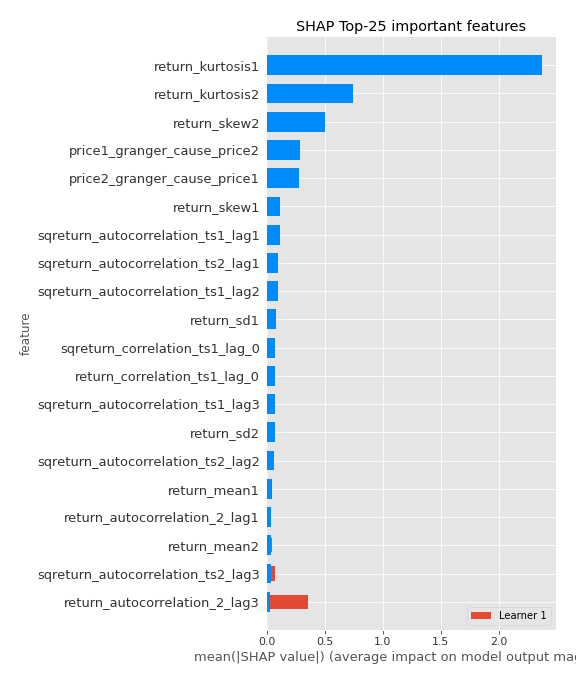 SHAP Top-25 important features
return_kurtosis1
return_kurtosis2
return_skew2
price1_granger_cause_price2
price2_granger_cause_price1
return_skew1
sqreturn_autocorrelation_ts1_lag1
sqreturn_autocorrelation_ts2_lag1
sqreturn_autocorrelation_ts1_lag2
return_sd1
sqreturn_correlation_ts1_lag_0
return_correlation_ts1_lag_0
sqreturn_autocorrelation_ts1_lag3
return_sd2
sqreturn_autocorrelation_ts2_lag2
return_mean1
return_autocorrelation_2_lag1
return_mean2
sqreturn_autocorrelation_ts2_lag3
return_autocorrelation_2_lag3
feature
Learner 1
0.0 0.5 1.0 1.5 2.0
mean(|SHAP value|) (average impact on model output mag